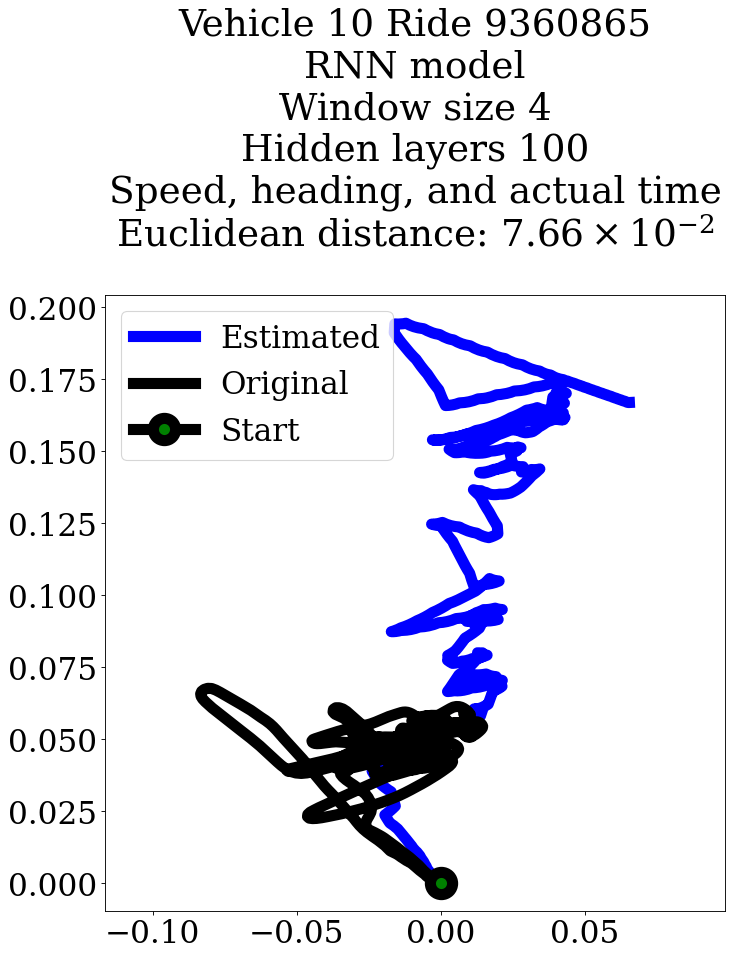 Vehicle 10 Ride 9360865
RNN model
Window size 4
Hidden layers 100
Speed, heading, and actual time
Euclidean distance: 7.66 × 10⁻²
Estimated
Original
Start
0.200
0.175
0.150
0.125
0.100
0.075
0.050
0.025
0.000
−0.10 −0.05 0.00 0.05